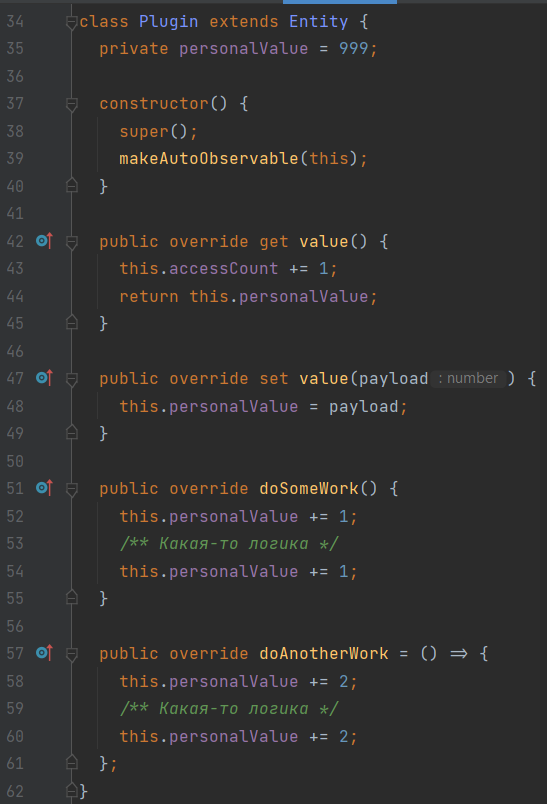 34 class Plugin extends Entity {
35 private personalValue = 999;
36
37 constructor() {
38 super();
39 makeAutoObservable(this);
40 }
41
42 public override get value() {
43 this.accessCount += 1;
44 return this.personalValue;
45 }
46
47 public override set value(payload : number ) {
48 this.personalValue = payload;
49 }
50
51 public override doSomeWork() {
52 this.personalValue += 1;
53 /** Какая-то логика */
54 this.personalValue += 1;
55 }
56
57 public override doAnotherWork = () => {
58 this.personalValue += 2;
59 /** Какая-то логика */
60 this.personalValue += 2;
61 };
62 }